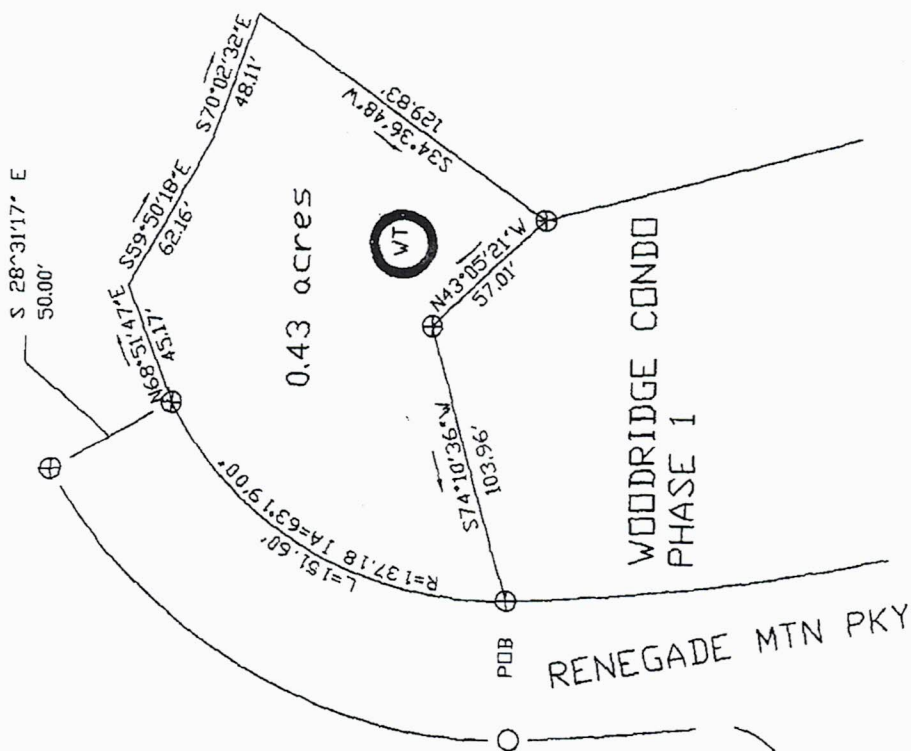 S 28^31'17" E
50.00'
N68°51'47"E
45.17'
S59°50'18"E
62.16'
S70°02'32"E
48.11'
S34°36'48"W
129.83'
0.43 acres
WT
N43°05'21"W
57.01'
S74°10'36"W
103.96'
L=151.60'
R=137.18 IA=63°19'00"
POB
WOODRIDGE CONDO
PHASE 1
RENEGADE MTN PKY